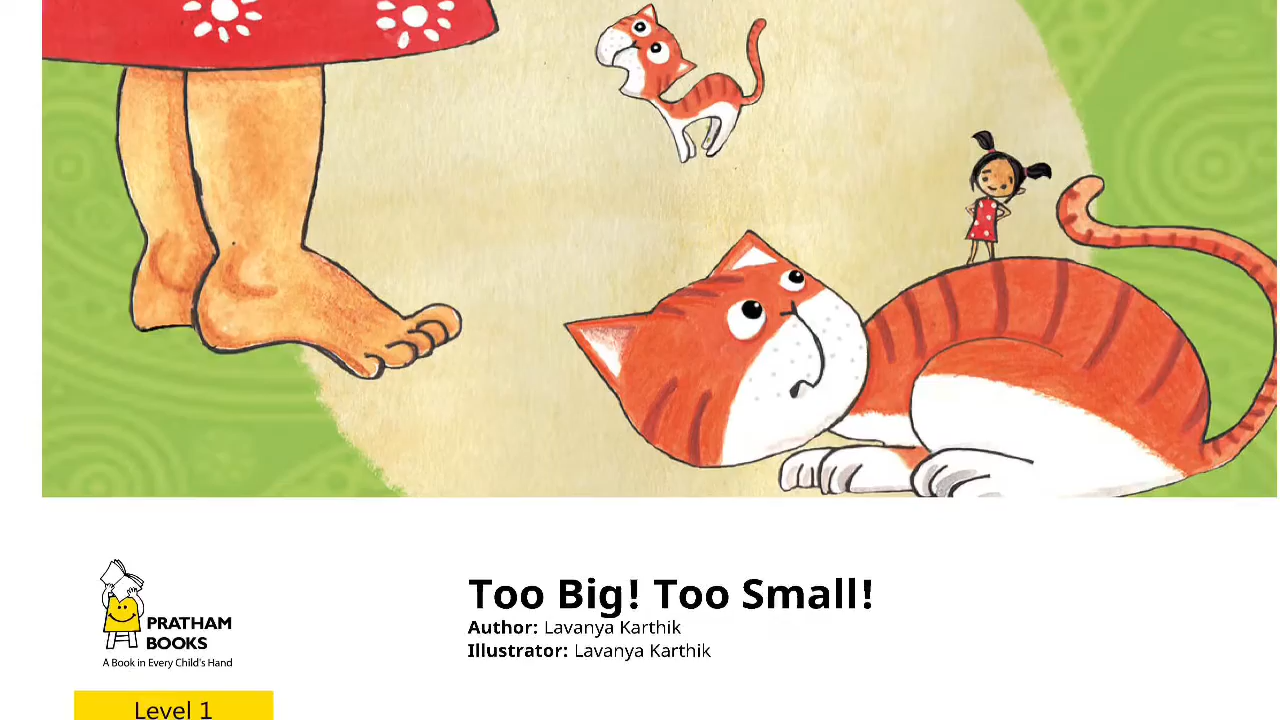 Too Big! Too Small!
Author: Lavanya Karthik
Illustrator: Lavanya Karthik
PRATHAM
BOOKS
A Book in Every Child's Hand
Level 1